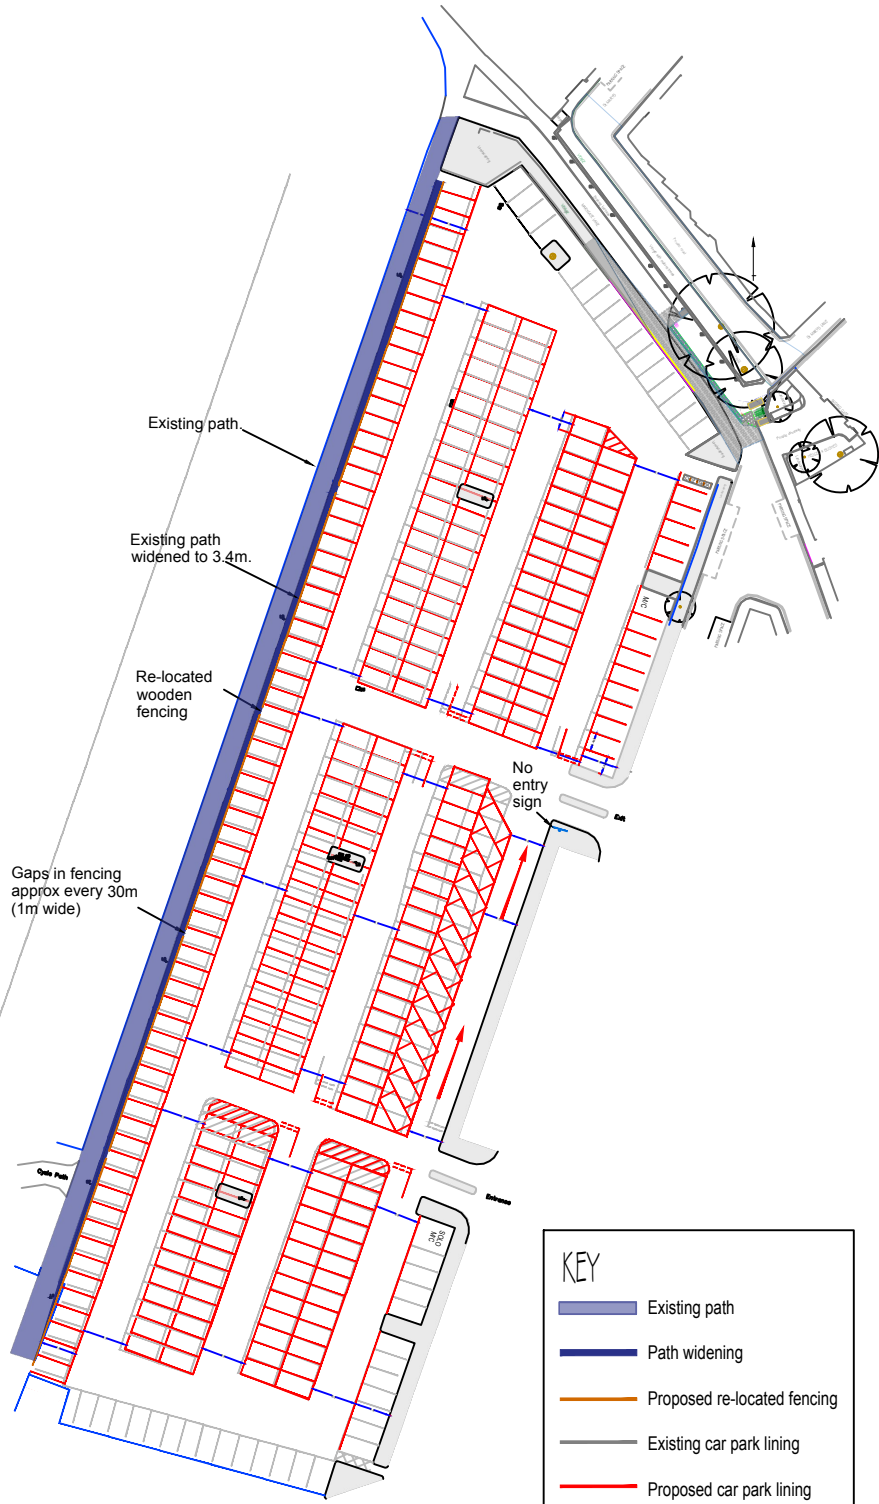 Existing path.
Existing path
widened to 3.4m.
Re-located
wooden
fencing
No
entry
sign
Exit
Gaps in fencing
approx every 30m
(1m wide)
M/C
Cycle Path
Entrance
SOLO
M/C
KEY
Existing path
Path widening
Proposed re-located fencing
Existing car park lining
Proposed car park lining